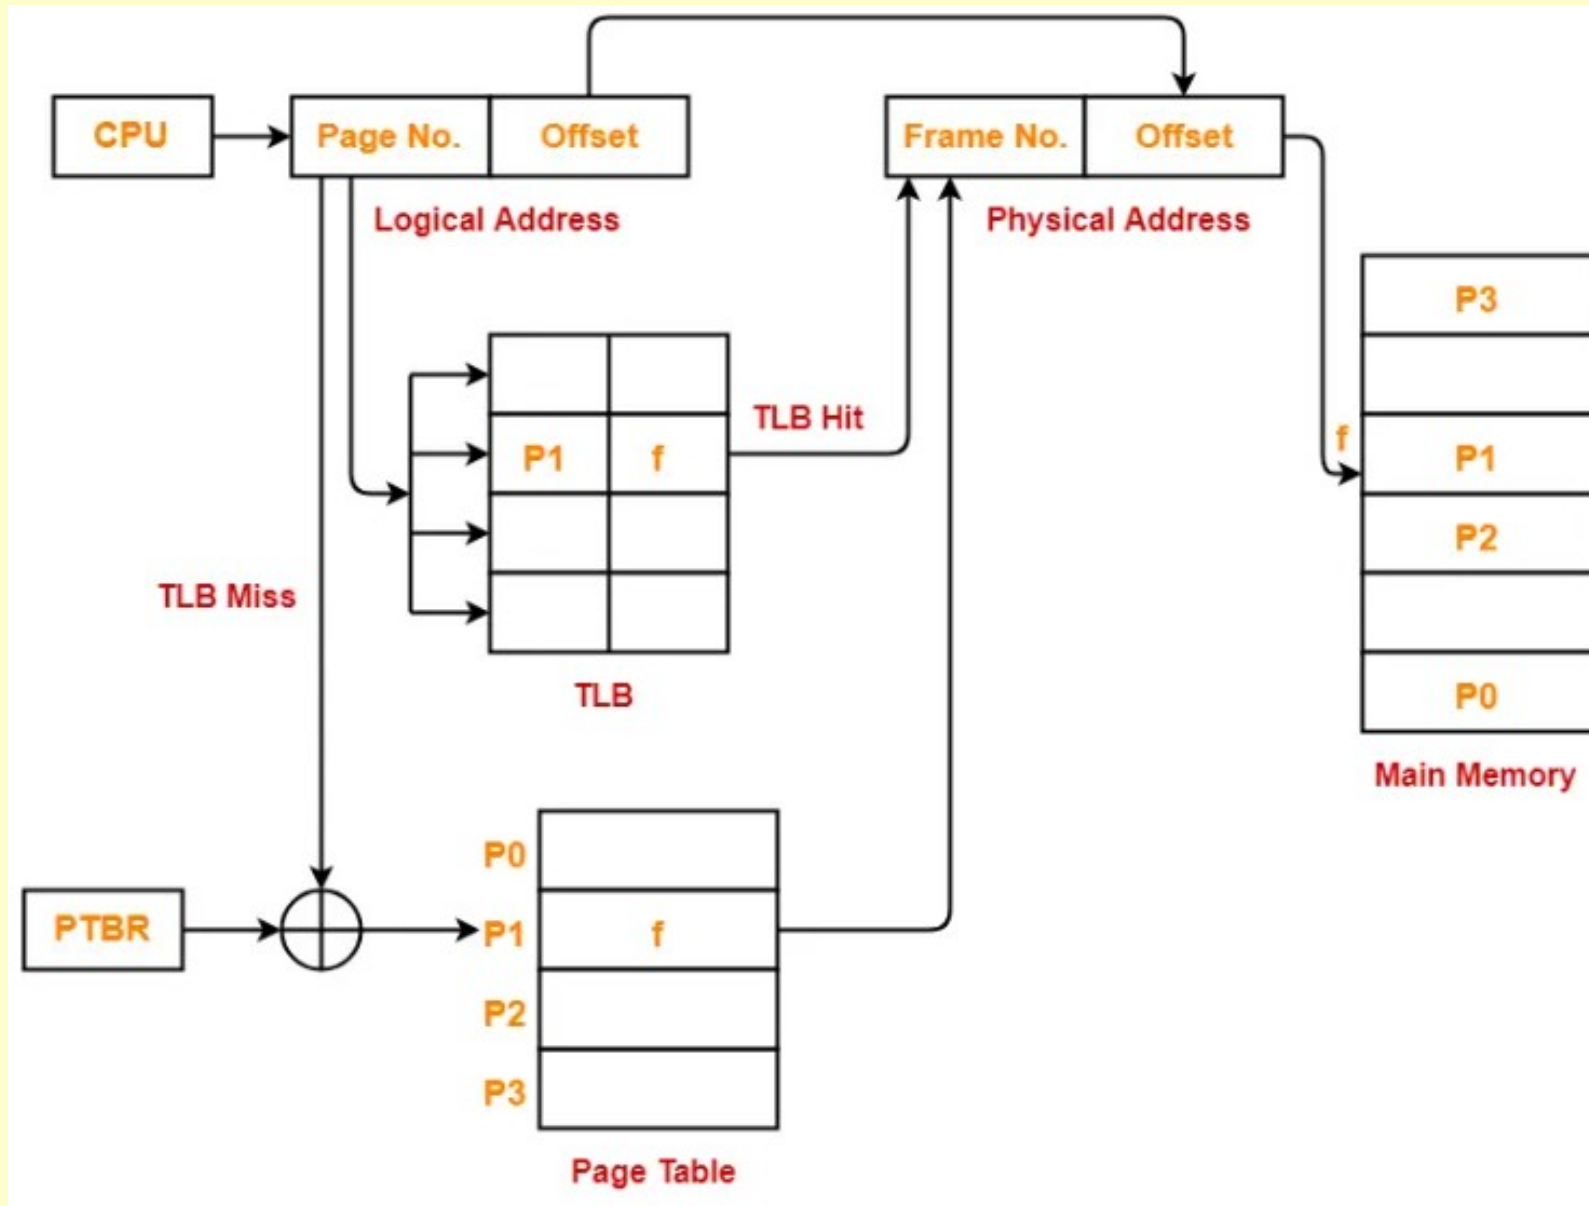 CPU
Page No.
Offset
Frame No.
Offset
Logical Address
Physical Address
P3
TLB Hit
f
P1
f
P1
P2
TLB Miss
TLB
P0
Main Memory
P0
PTBR
P1
f
P2
P3
Page Table